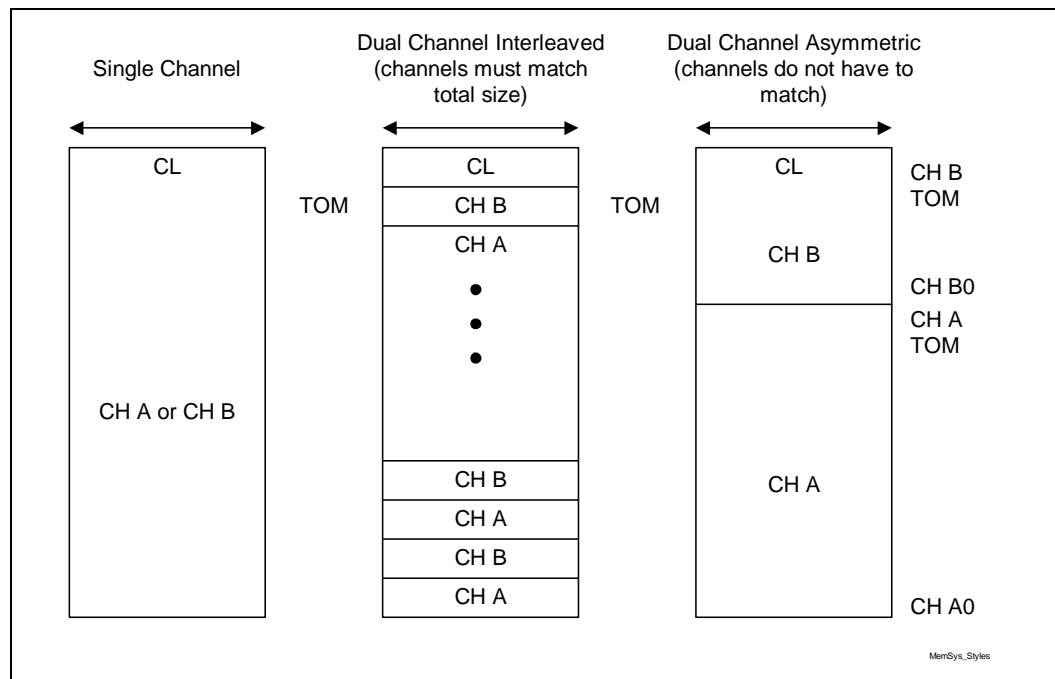 Single Channel
Dual Channel Interleaved
(channels must match
total size)
Dual Channel Asymmetric
(channels do not have to
match)
CL
CH A or CH B
TOM
CL
CH B
CH A
CH B
CH A
CH B
CH A
TOM
CL
CH B
CH A
CH B
TOM
CH B0
CH A
TOM
CH A0
MemSys_Styles